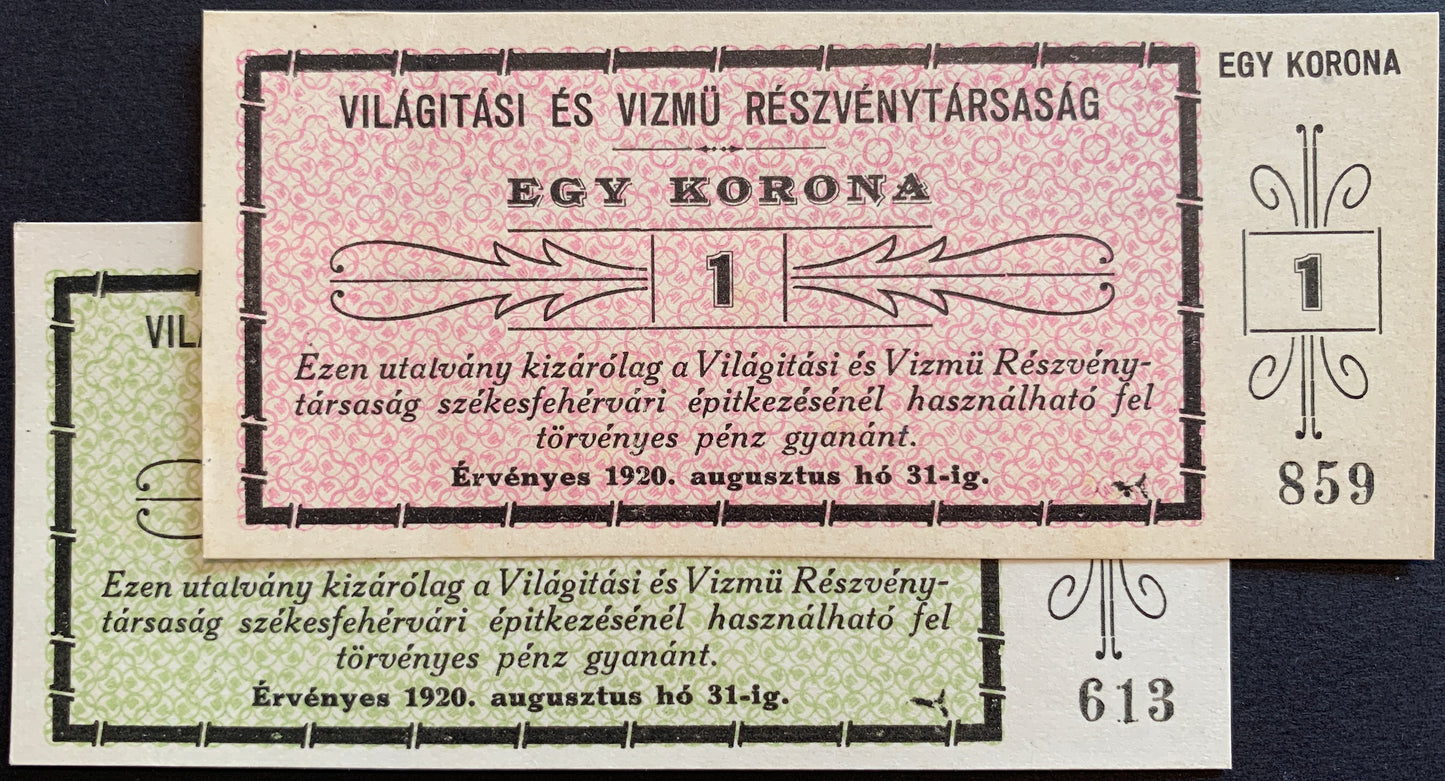 VILÁGITÁSI ÉS VIZMÜ RÉSZVÉNYTÁRSASÁG
EGY KORONA
1
Ezen utalvány kizárólag a Világitási és Vizmü Részvény-
társaság székesfehérvári épitkezésénél használható fel
törvényes pénz gyanánt.
Érvényes 1920. augusztus hó 31-ig.
EGY KORONA
1
859
VIL
Ezen utalvány kizárólag a Világitási és Vizmü Részvény-
társaság székesfehérvári épitkezésénél használható fel
törvényes pénz gyanánt.
Érvényes 1920. augusztus hó 31-ig.
613